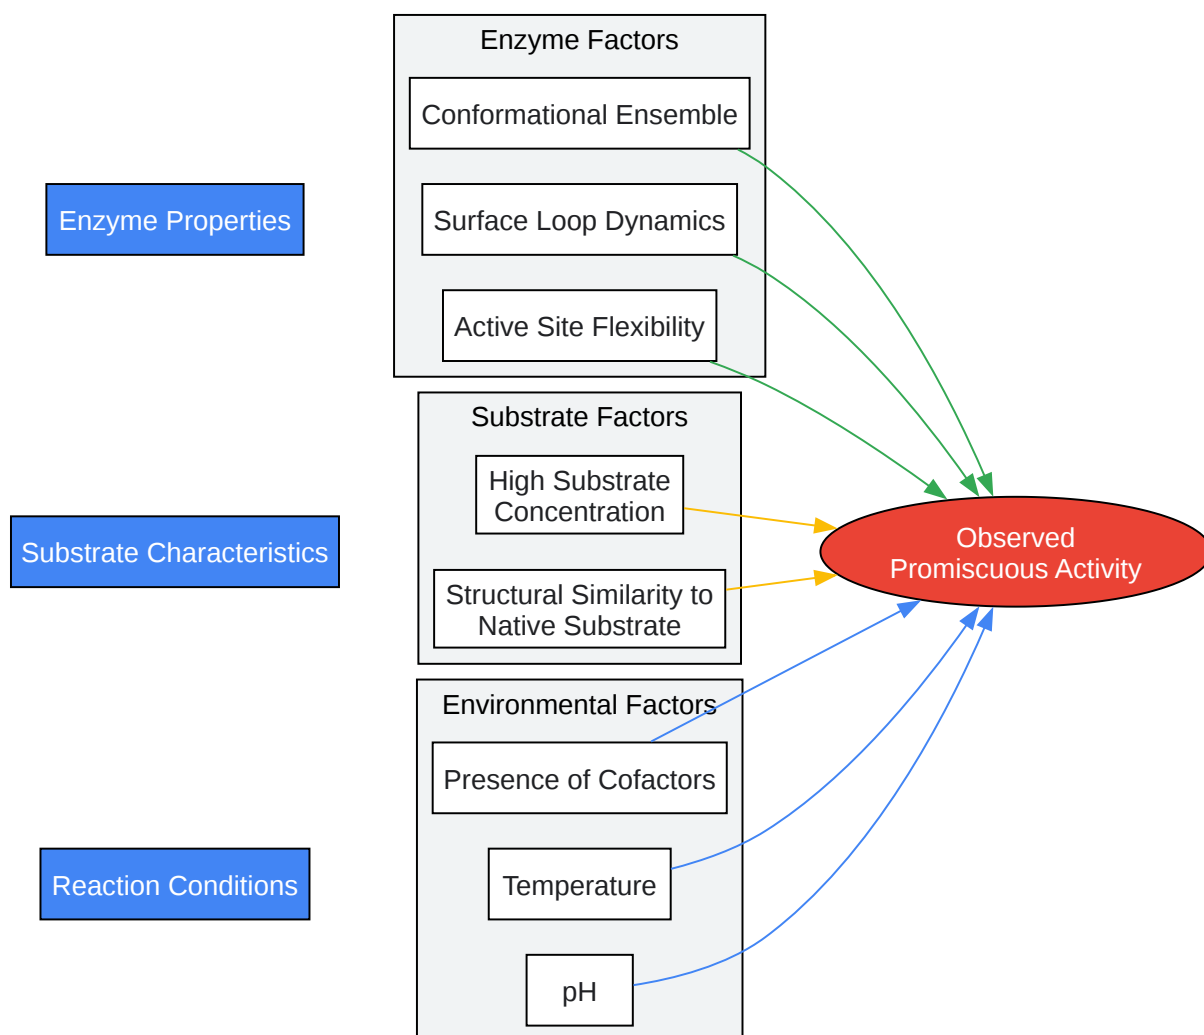 Enzyme Factors
Conformational Ensemble
Enzyme Properties
Surface Loop Dynamics
Active Site Flexibility
Substrate Factors
High Substrate
Concentration
Substrate Characteristics
Structural Similarity to
Native Substrate
Observed
Promiscuous Activity
Environmental Factors
Presence of Cofactors
Reaction Conditions
Temperature
pH